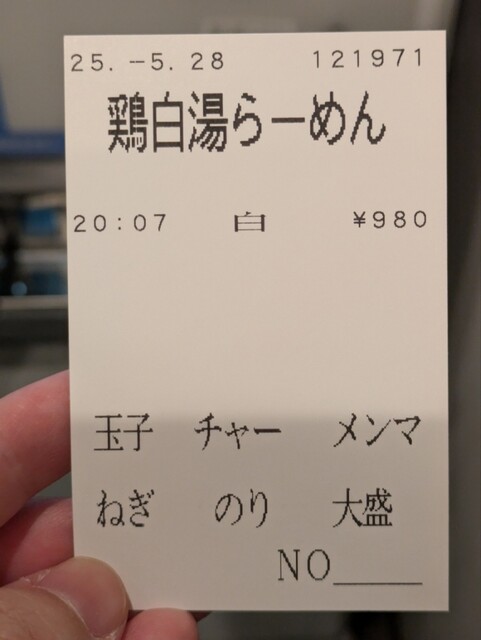 25.-5.28 121971
鶏白湯らーめん
20:07 白 ¥980
玉子 チャー メンマ
ねぎ のり 大盛
NO____